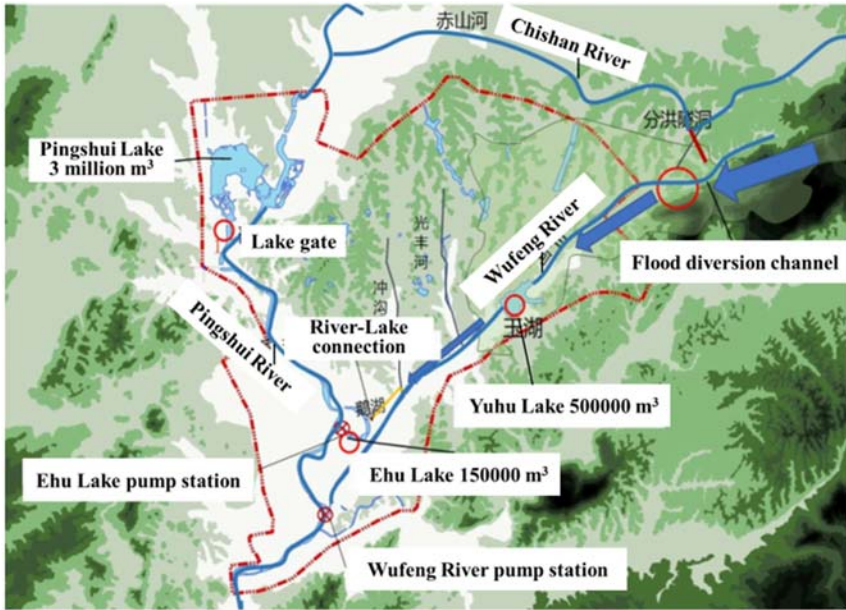 赤山河
Chishan River
分洪隧洞
Pingshui Lake
3 million m³
Lake gate
光丰河
Wufeng River
Flood diversion channel
冲沟
River-Lake
connection
玉湖
Pingshui River
Yuhu Lake 500000 m³
鹅湖
Ehu Lake pump station
Ehu Lake 150000 m³
Wufeng River pump station